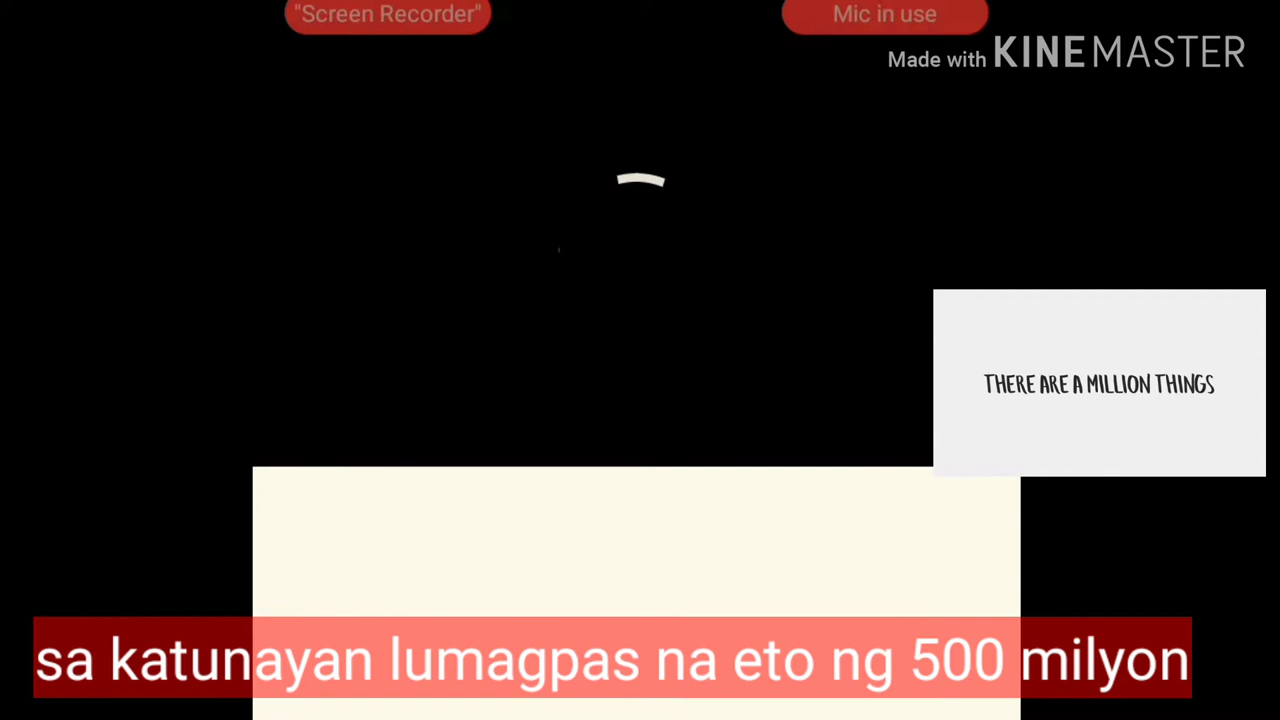 "Screen Recorder"
Mic in use
Made with KINEMASTER
THERE ARE A MILLION THINGS
sa katunayan lumagpas na eto ng 500 milyon